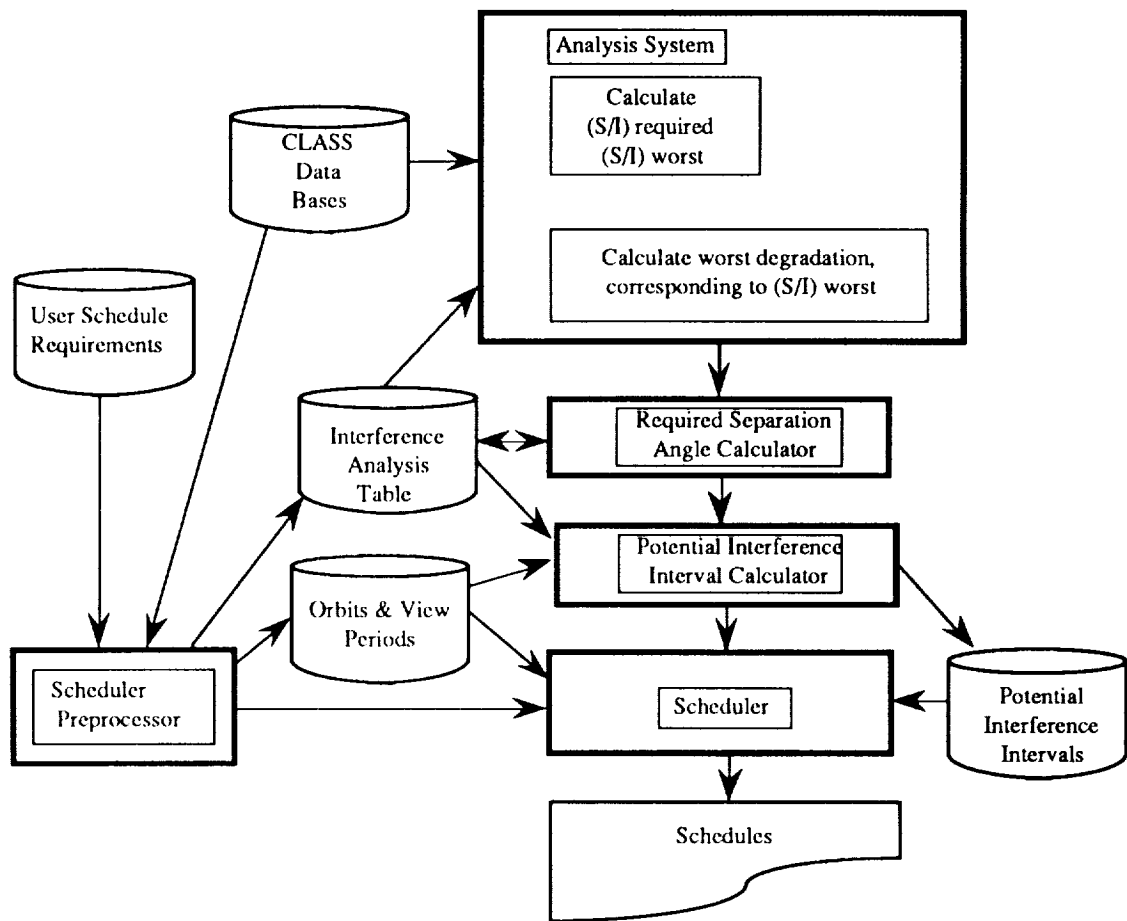 Analysis System
Calculate
(S/I) required
(S/I) worst
CLASS
Data
Bases
Calculate worst degradation,
corresponding to (S/I) worst
User Schedule
Requirements
Interference
Analysis
Table
Required Separation
Angle Calculator
Potential Interference
Interval Calculator
Orbits & View
Periods
Scheduler
Preprocessor
Scheduler
Potential
Interference
Intervals
Schedules